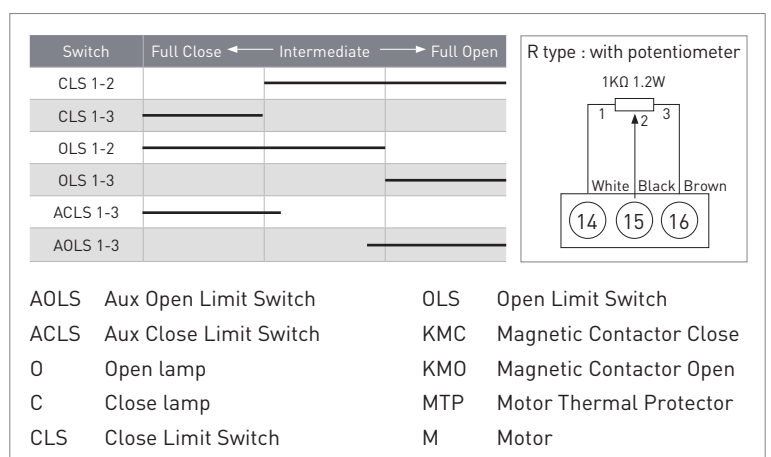 Switch Full Close Intermediate Full Open
CLS 1-2
CLS 1-3
OLS 1-2
OLS 1-3
ACLS 1-3
AOLS 1-3
R type : with potentiometer
1KΩ 1.2W
1 2 3
White Black Brown
14 15 16
AOLS Aux Open Limit Switch
ACLS Aux Close Limit Switch
O Open lamp
C Close lamp
CLS Close Limit Switch
OLS Open Limit Switch
KMC Magnetic Contactor Close
KMO Magnetic Contactor Open
MTP Motor Thermal Protector
M Motor